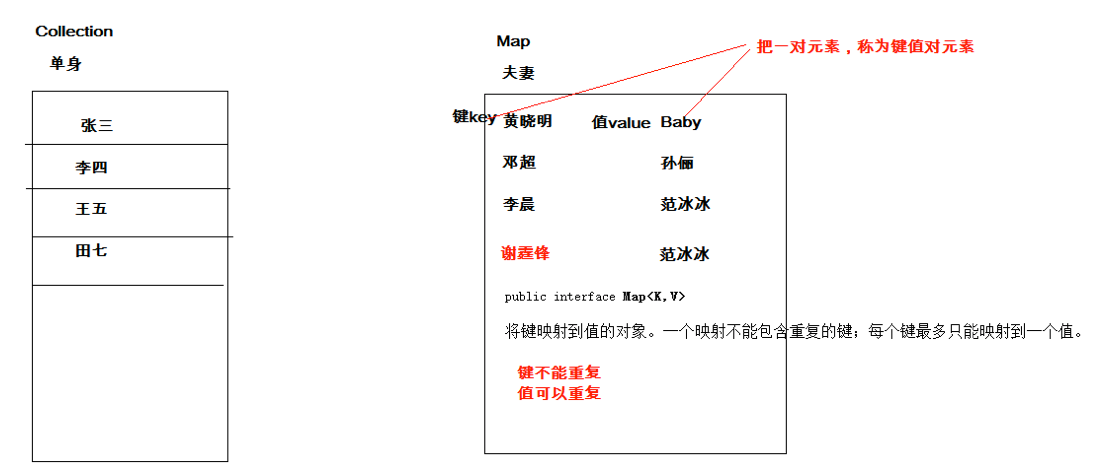 Collection
单身
张三
李四
王五
田七
Map
夫妻
把一对元素，称为键值对元素
键key 黄晓明 值value Baby
邓超 孙俪
李晨 范冰冰
谢霆锋 范冰冰
public interface Map<K,V>
将键映射到值的对象。一个映射不能包含重复的键；每个键最多只能映射到一个值。
键不能重复
值可以重复